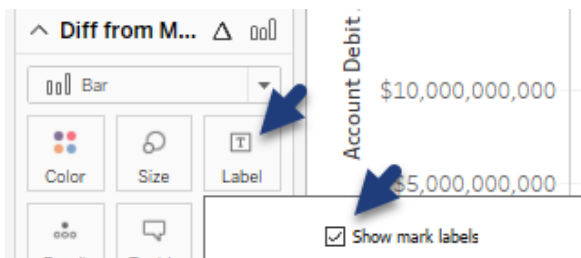 Diff from M...
Bar
Color
Size
Label
Account Debit
$10,000,000,000
$5,000,000,000
Show mark labels